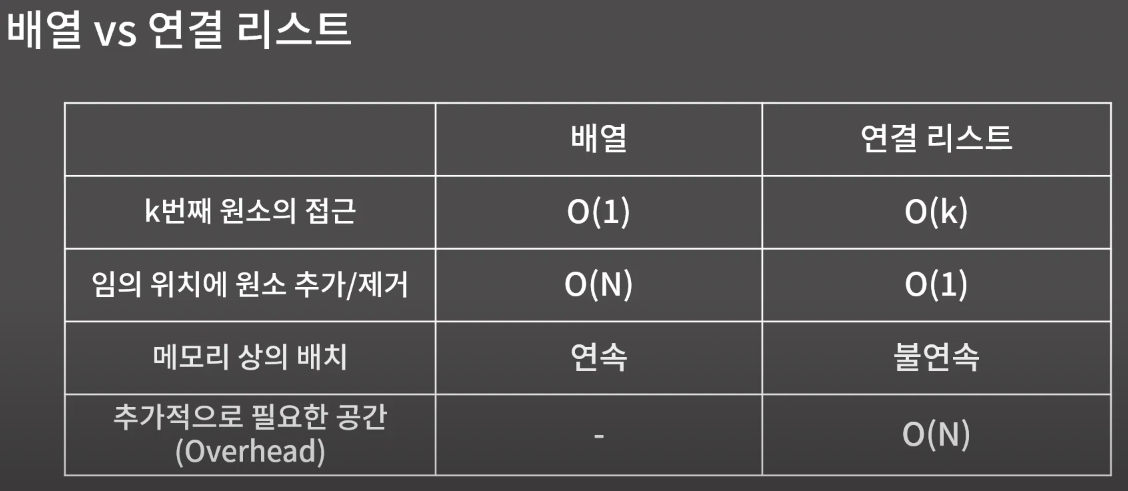 배열 vs 연결 리스트
배열 연결 리스트
k번째 원소의 접근 O(1) O(k)
임의 위치에 원소 추가/제거 O(N) O(1)
메모리 상의 배치 연속 불연속
추가적으로 필요한 공간
(Overhead) - O(N)